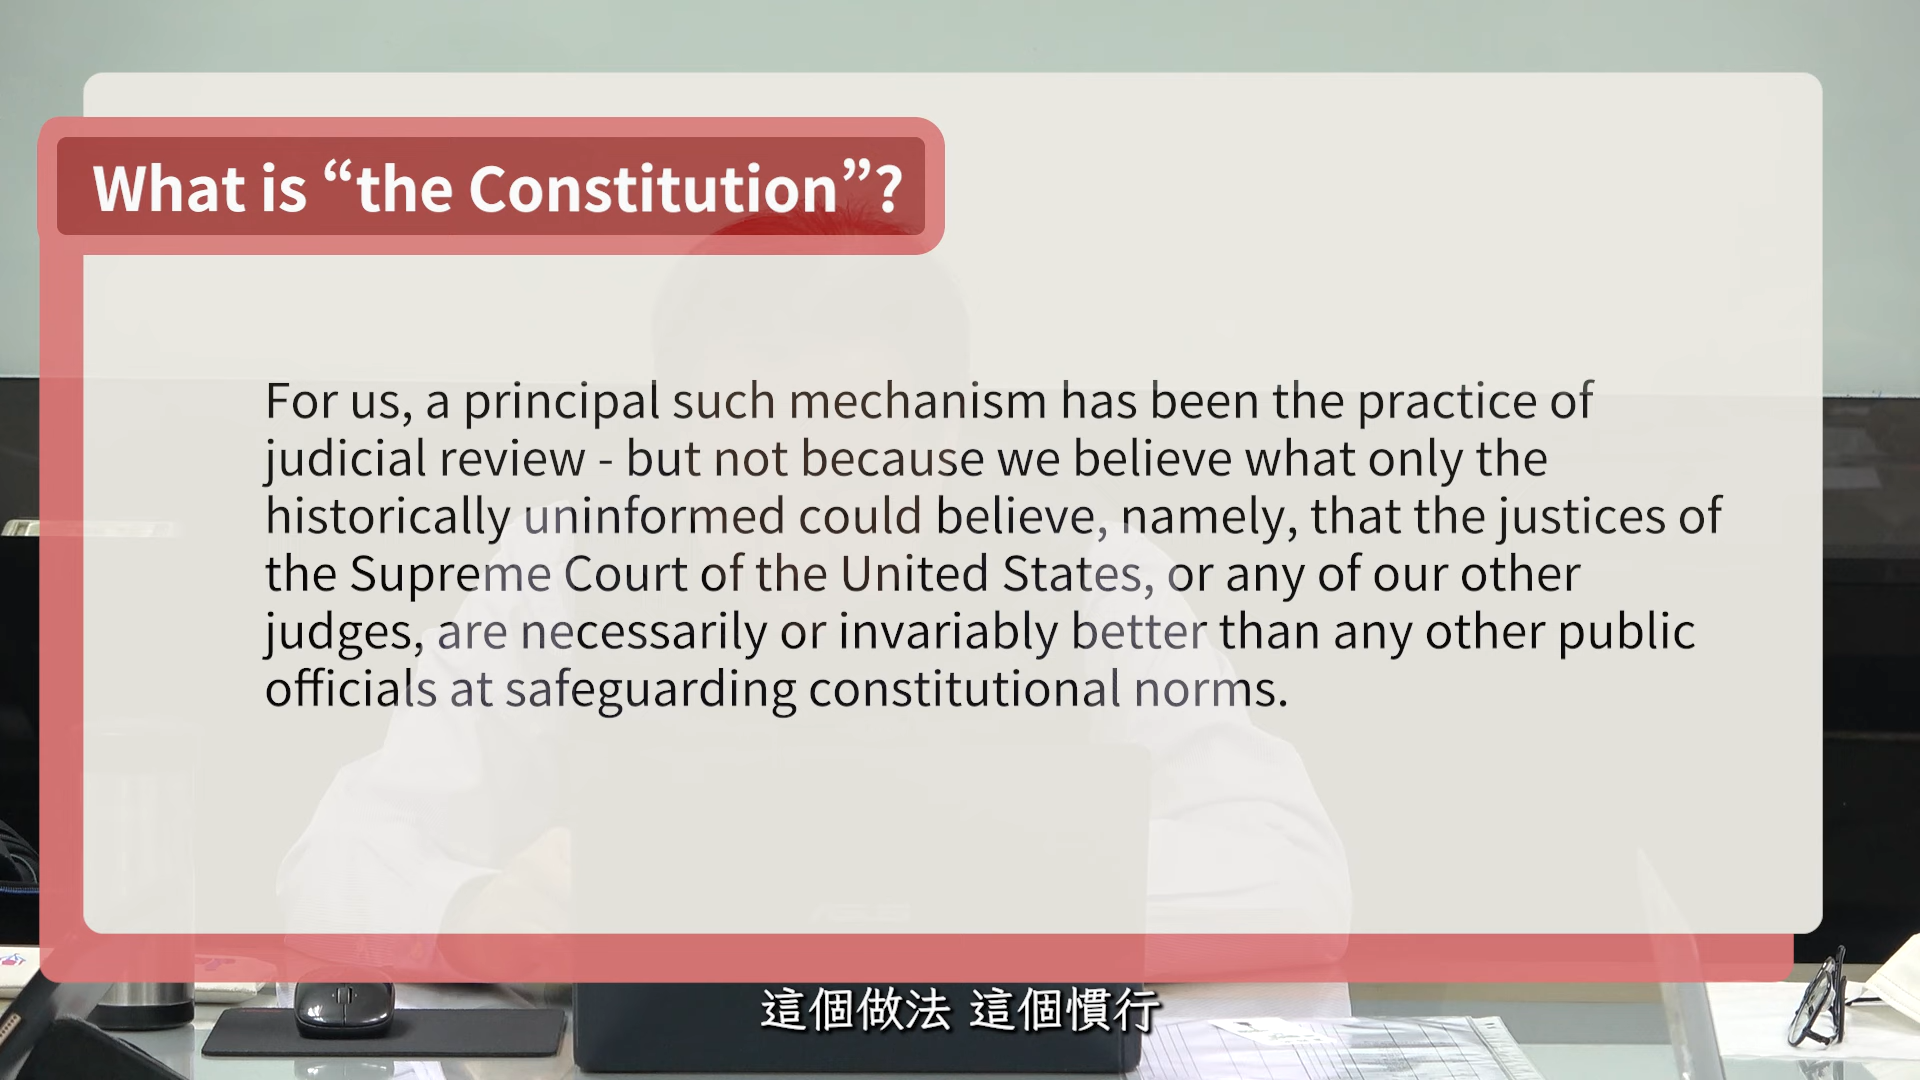 What is “the Constitution”?
For us, a principal such mechanism has been the practice of
judicial review - but not because we believe what only the
historically uninformed could believe, namely, that the justices of
the Supreme Court of the United States, or any of our other
judges, are necessarily or invariably better than any other public
officials at safeguarding constitutional norms.
這個做法 這個慣行